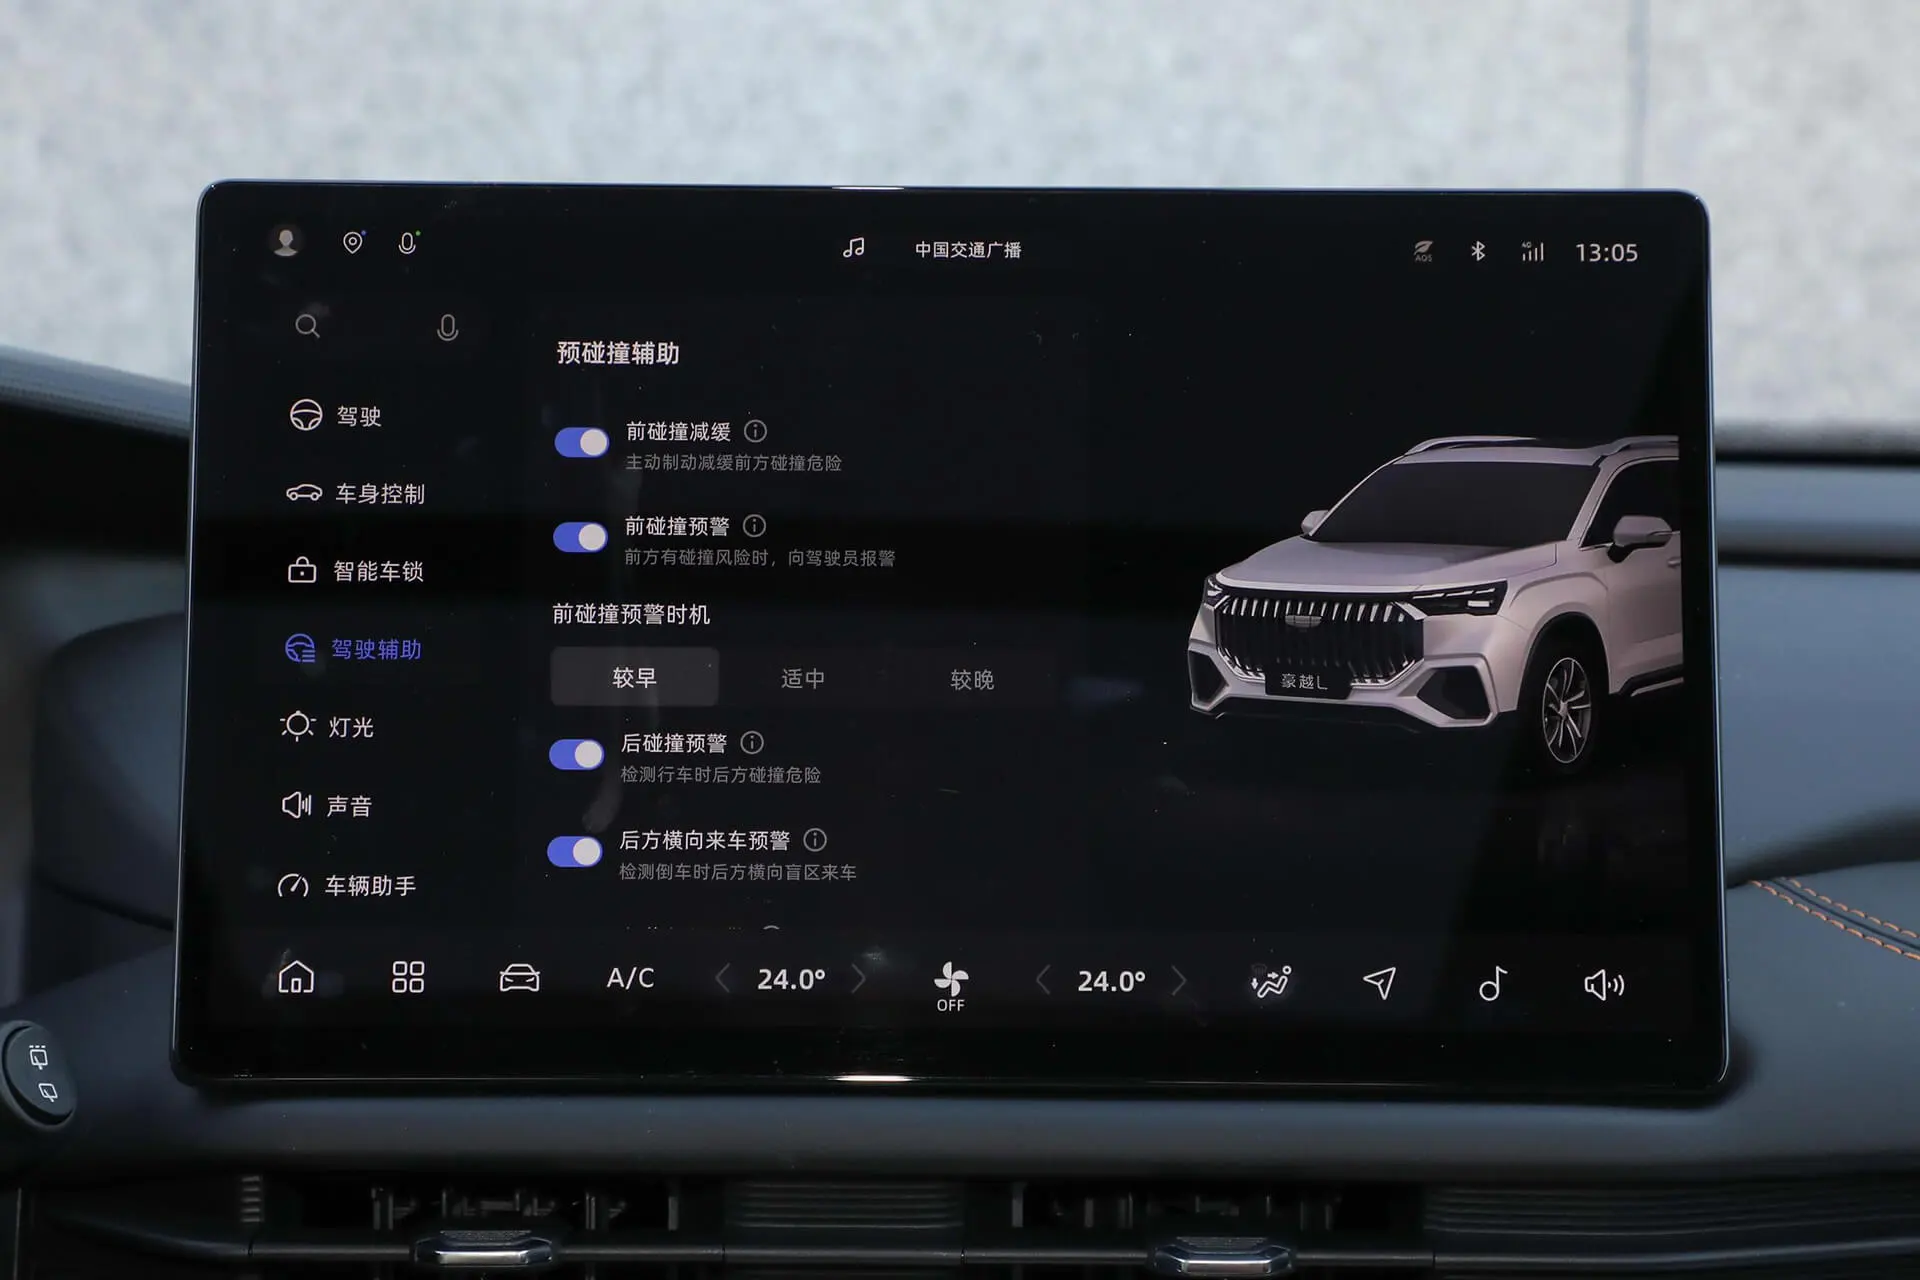 中国交通广播
AQS
4G
13:05
驾驶
车身控制
智能车锁
驾驶辅助
灯光
声音
车辆助手
预碰撞辅助
前碰撞减缓
主动制动减缓前方碰撞危险
前碰撞预警
前方有碰撞风险时，向驾驶员报警
前碰撞预警时机
较早 适中 较晚
后碰撞预警
检测行车时后方碰撞危险
后方横向来车预警
检测倒车时后方横向盲区来车
豪越L
A/C 24.0° OFF 24.0°